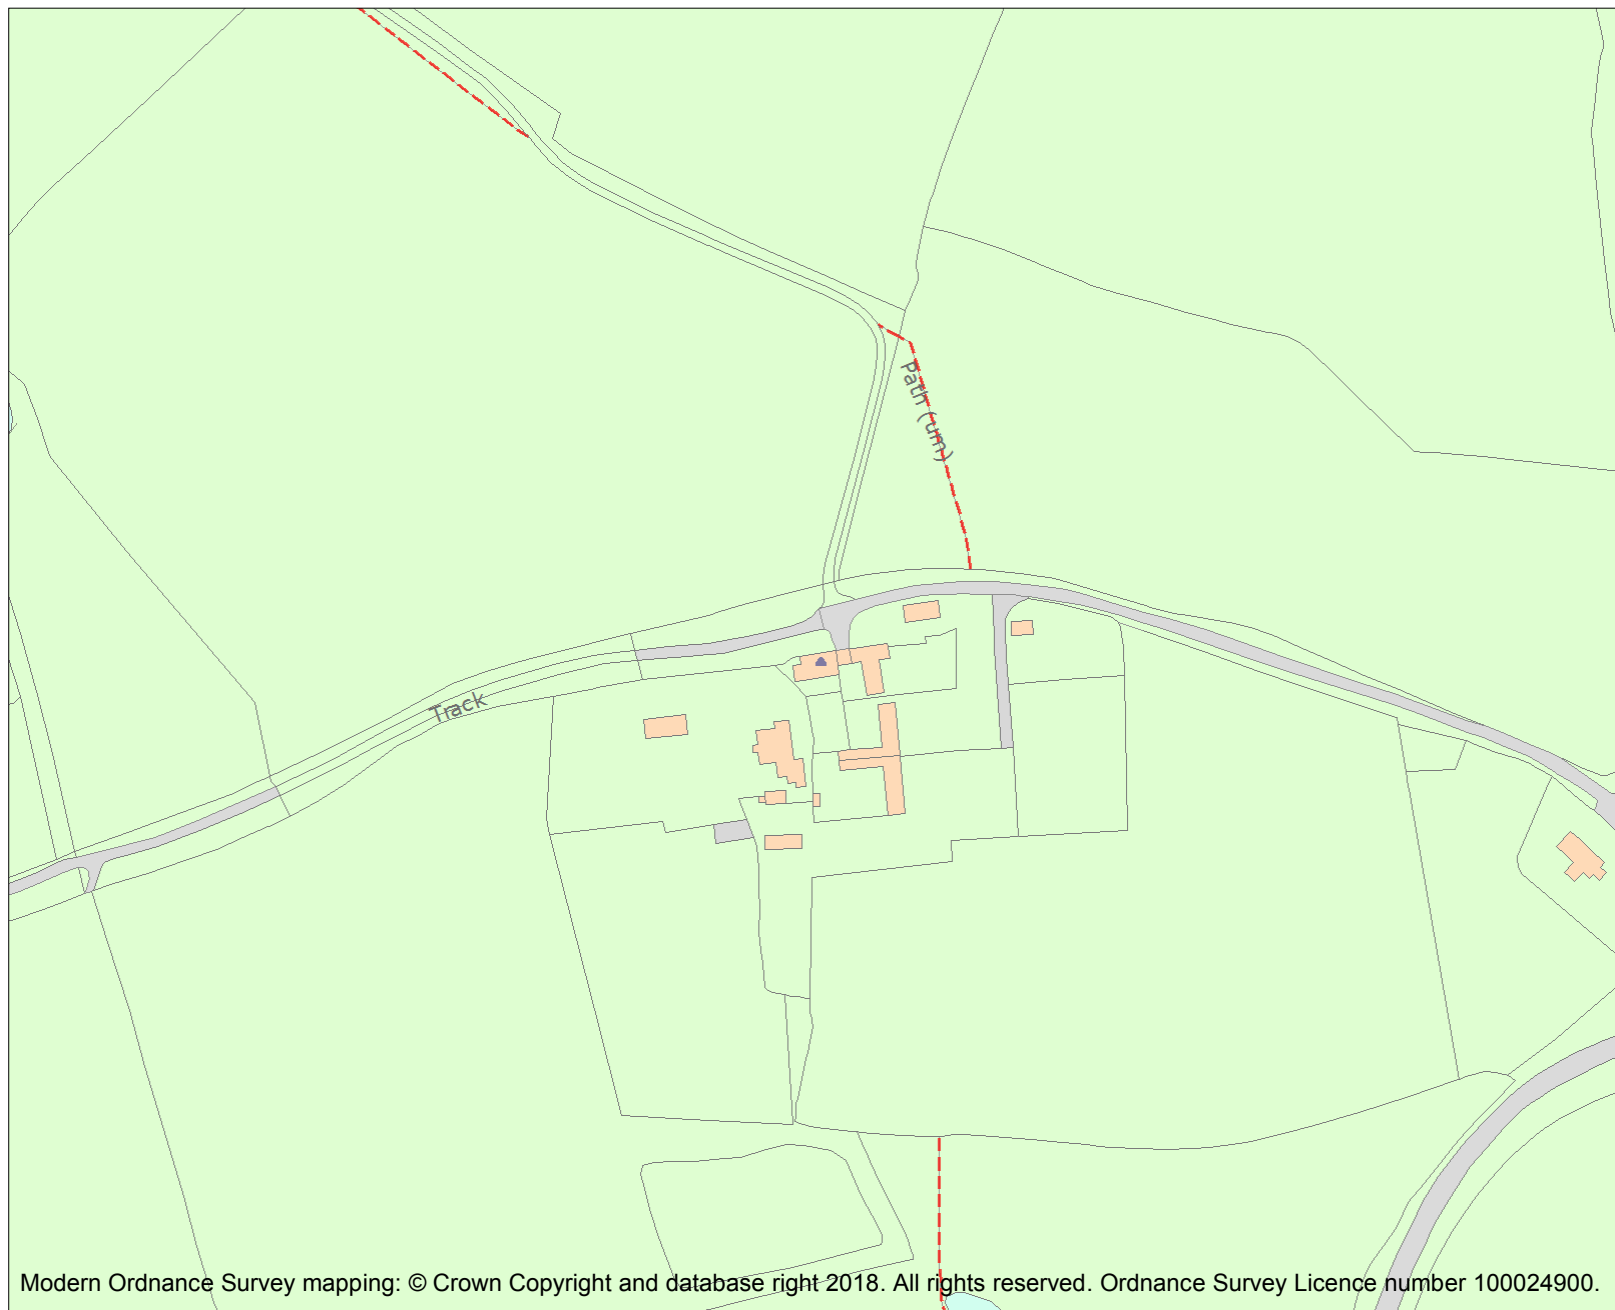 Path (um)
Track
Modern Ordnance Survey mapping: © Crown Copyright and database right 2018. All rights reserved. Ordnance Survey Licence number 100024900.